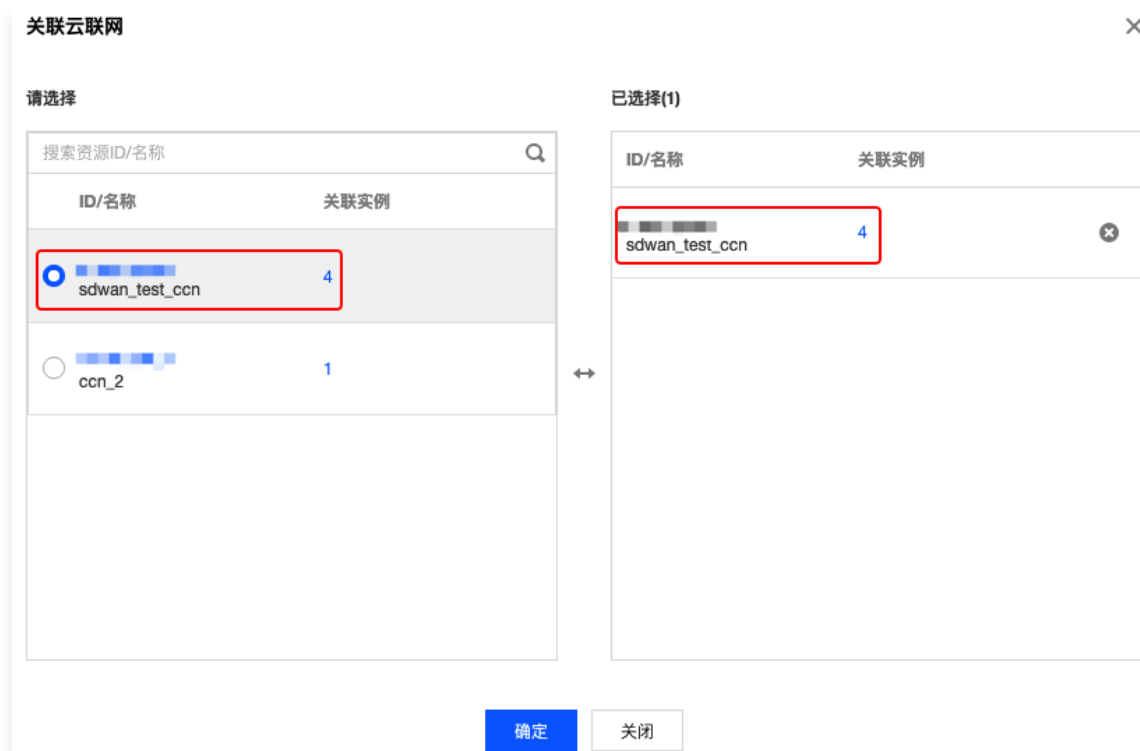 关联云联网
请选择
已选择(1)
搜索资源ID/名称
ID/名称 关联实例
ID/名称 关联实例
4
sdwan_test_ccn
1
ccn_2
4
sdwan_test_ccn
确定 关闭